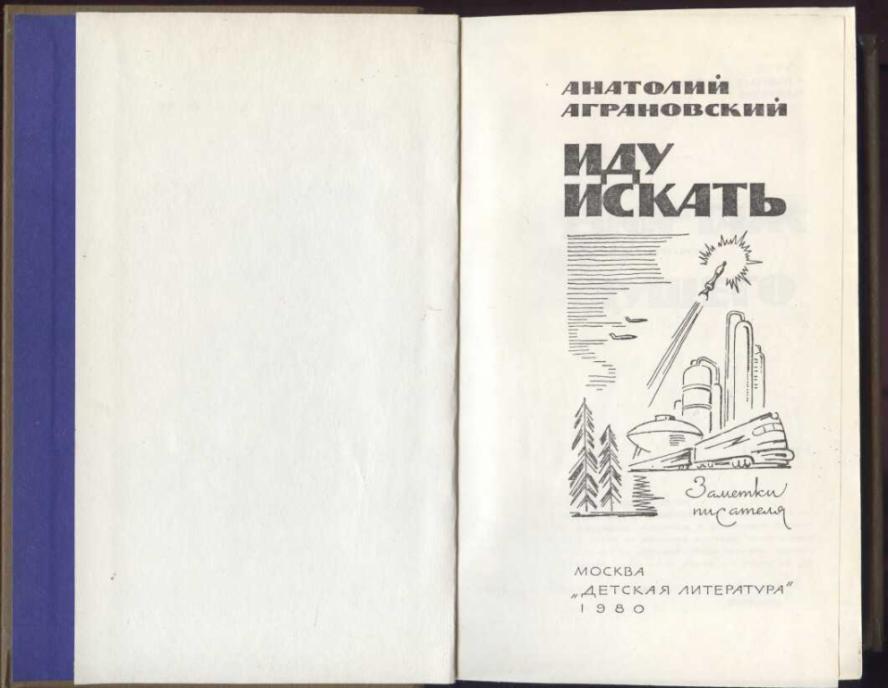 АНАТОЛИЙ
АГРАНОВСКИЙ
ИДУ
ИСКАТЬ
Заметки
писателя
МОСКВА
„ДЕТСКАЯ ЛИТЕРАТУРА"
1980